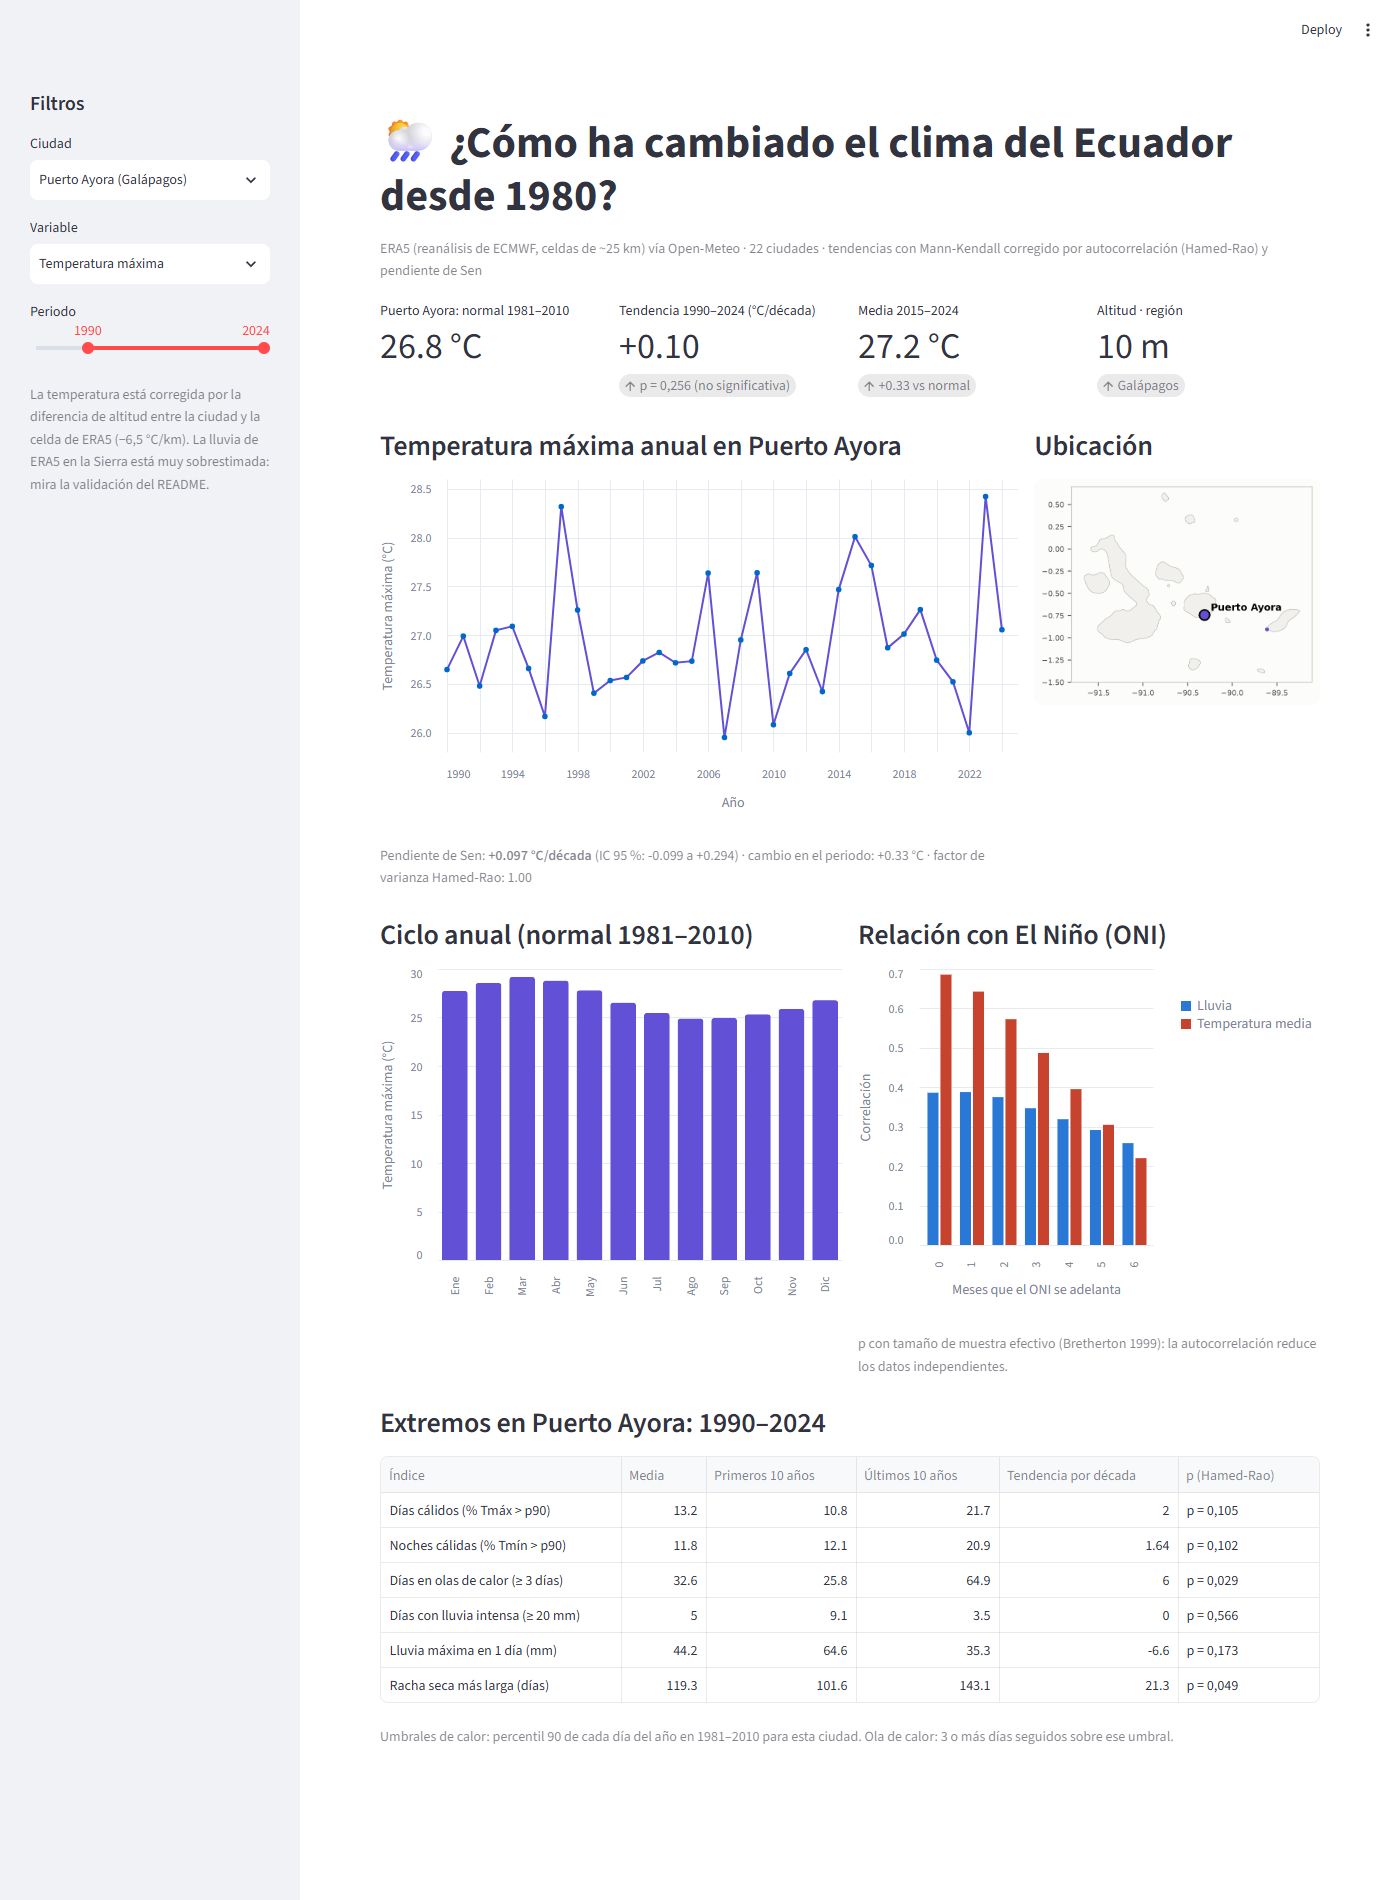 Deploy
Filtros
Ciudad
Puerto Ayora (Galápagos)
Variable
Temperatura máxima
Periodo
1990 2024
La temperatura está corregida por la
diferencia de altitud entre la ciudad y la
celda de ERA5 (−6,5 °C/km). La lluvia de
ERA5 en la Sierra está muy sobrestimada:
mira la validación del README.
¿Cómo ha cambiado el clima del Ecuador
desde 1980?
ERA5 (reanálisis de ECMWF, celdas de ~25 km) vía Open-Meteo · 22 ciudades · tendencias con Mann-Kendall corregido por autocorrelación (Hamed-Rao) y
pendiente de Sen
Puerto Ayora: normal 1981–2010
26.8 °C
Tendencia 1990–2024 (°C/década)
+0.10
↑ p = 0,256 (no significativa)
Media 2015–2024
27.2 °C
↑ +0.33 vs normal
Altitud · región
10 m
↑ Galápagos
Temperatura máxima anual en Puerto Ayora
Temperatura máxima (°C)
28.5
28.0
27.5
27.0
26.5
26.0
1990 1994 1998 2002 2006 2010 2014 2018 2022
Año
Ubicación
0.50
0.25
0.00
−0.25
−0.50
−0.75
−1.00
−1.25
−1.50
Puerto Ayora
−91.5 −91.0 −90.5 −90.0 −89.5
Pendiente de Sen: +0.097 °C/década (IC 95 %: -0.099 a +0.294) · cambio en el periodo: +0.33 °C · factor de
varianza Hamed-Rao: 1.00
Ciclo anual (normal 1981–2010)
Temperatura máxima (°C)
30
25
20
15
10
5
0
Ene Feb Mar Abr May Jun Jul Ago Sep Oct Nov Dic
Relación con El Niño (ONI)
Correlación
0.7
0.6
0.5
0.4
0.3
0.2
0.1
0.0
0 1 2 3 4 5 6
Meses que el ONI se adelanta
Lluvia
Temperatura media
p con tamaño de muestra efectivo (Bretherton 1999): la autocorrelación reduce
los datos independientes.
Extremos en Puerto Ayora: 1990–2024
Índice Media Primeros 10 años Últimos 10 años Tendencia por década p (Hamed-Rao)
Días cálidos (% Tmáx > p90) 13.2 10.8 21.7 2 p = 0,105
Noches cálidas (% Tmín > p90) 11.8 12.1 20.9 1.64 p = 0,102
Días en olas de calor (≥ 3 días) 32.6 25.8 64.9 6 p = 0,029
Días con lluvia intensa (≥ 20 mm) 5 9.1 3.5 0 p = 0,566
Lluvia máxima en 1 día (mm) 44.2 64.6 35.3 -6.6 p = 0,173
Racha seca más larga (días) 119.3 101.6 143.1 21.3 p = 0,049
Umbrales de calor: percentil 90 de cada día del año en 1981–2010 para esta ciudad. Ola de calor: 3 o más días seguidos sobre ese umbral.